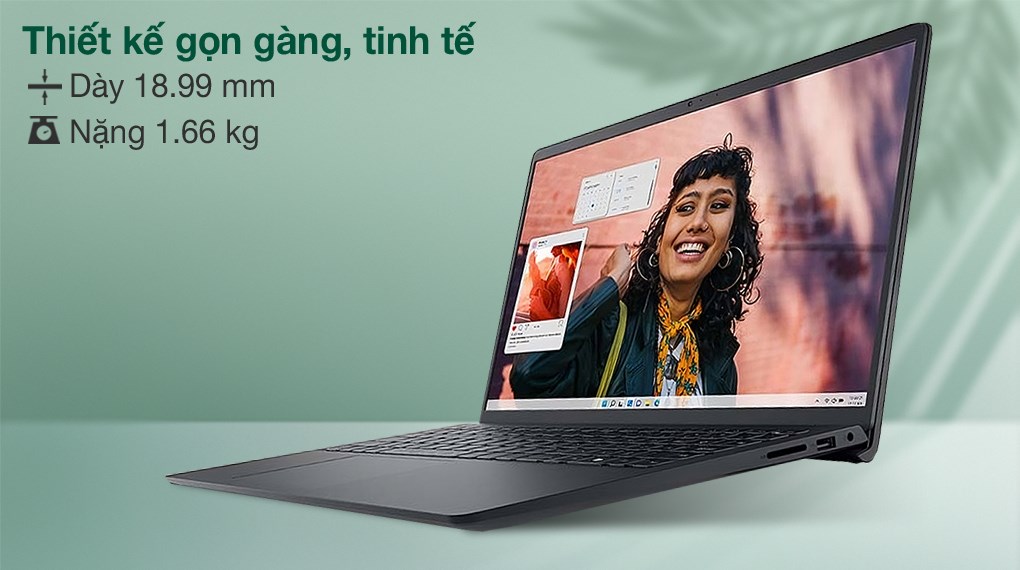 Thiết kế gọn gàng, tinh tế
Dày 18.99 mm
Nặng 1.66 kg